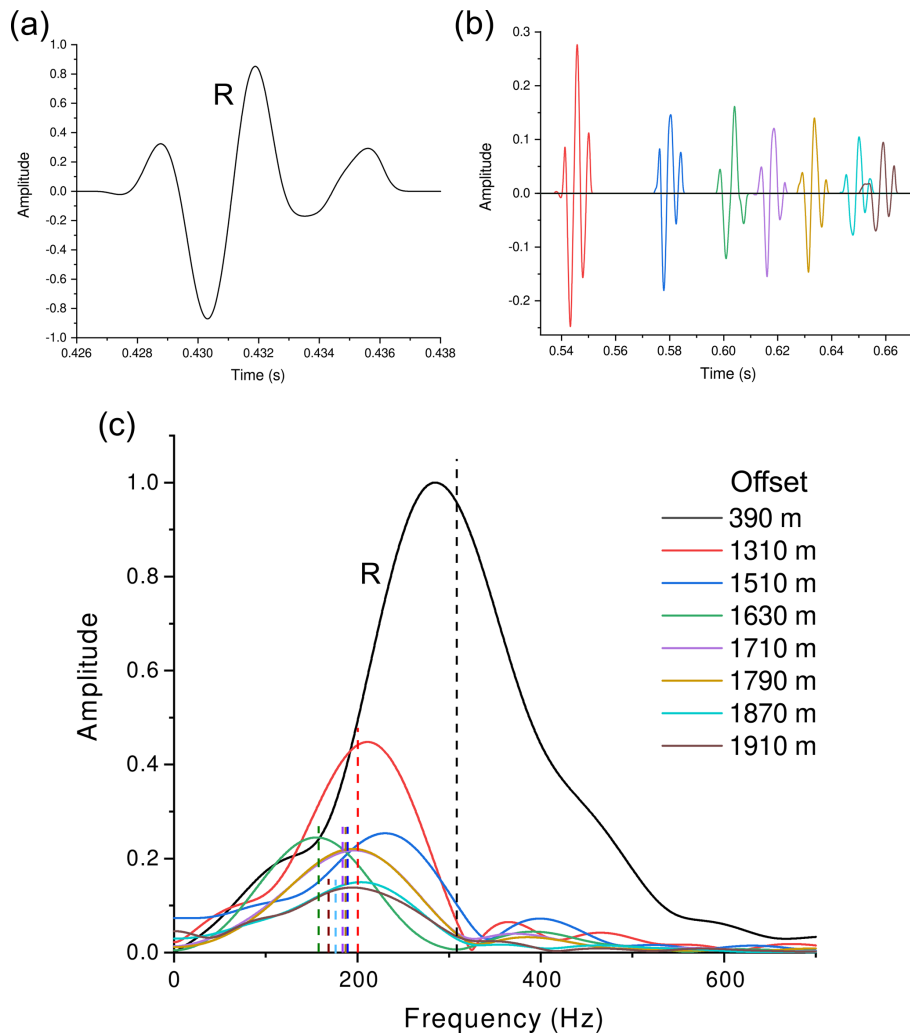 (a)
1.0
0.8
0.6
0.4
0.2
0.0
-0.2
-0.4
-0.6
-0.8
-1.0
Amplitude
R
0.426 0.428 0.430 0.432 0.434 0.436 0.438
Time (s)
(b)
0.3
0.2
0.1
0.0
-0.1
-0.2
Amplitude
0.54 0.56 0.58 0.60 0.62 0.64 0.66
Time (s)
(c)
1.0
0.8
0.6
0.4
0.2
0.0
Amplitude
R
0 200 400 600
Frequency (Hz)
Offset
390 m
1310 m
1510 m
1630 m
1710 m
1790 m
1870 m
1910 m